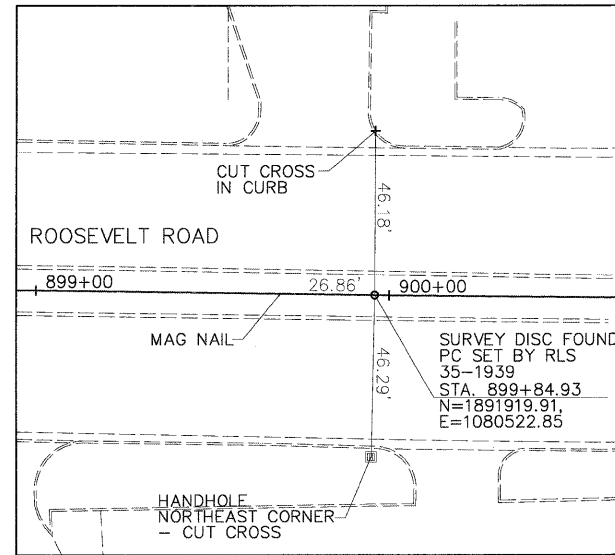 CUT CROSS
IN CURB
46.18'
ROOSEVELT ROAD
899+00
26.86'
900+00
MAG NAIL
46.29'
SURVEY DISC FOUND
PC SET BY RLS
35-1939
STA. 899+84.93
N=1891919.91,
E=1080522.85
HANDHOLE
NORTHEAST CORNER
- CUT CROSS